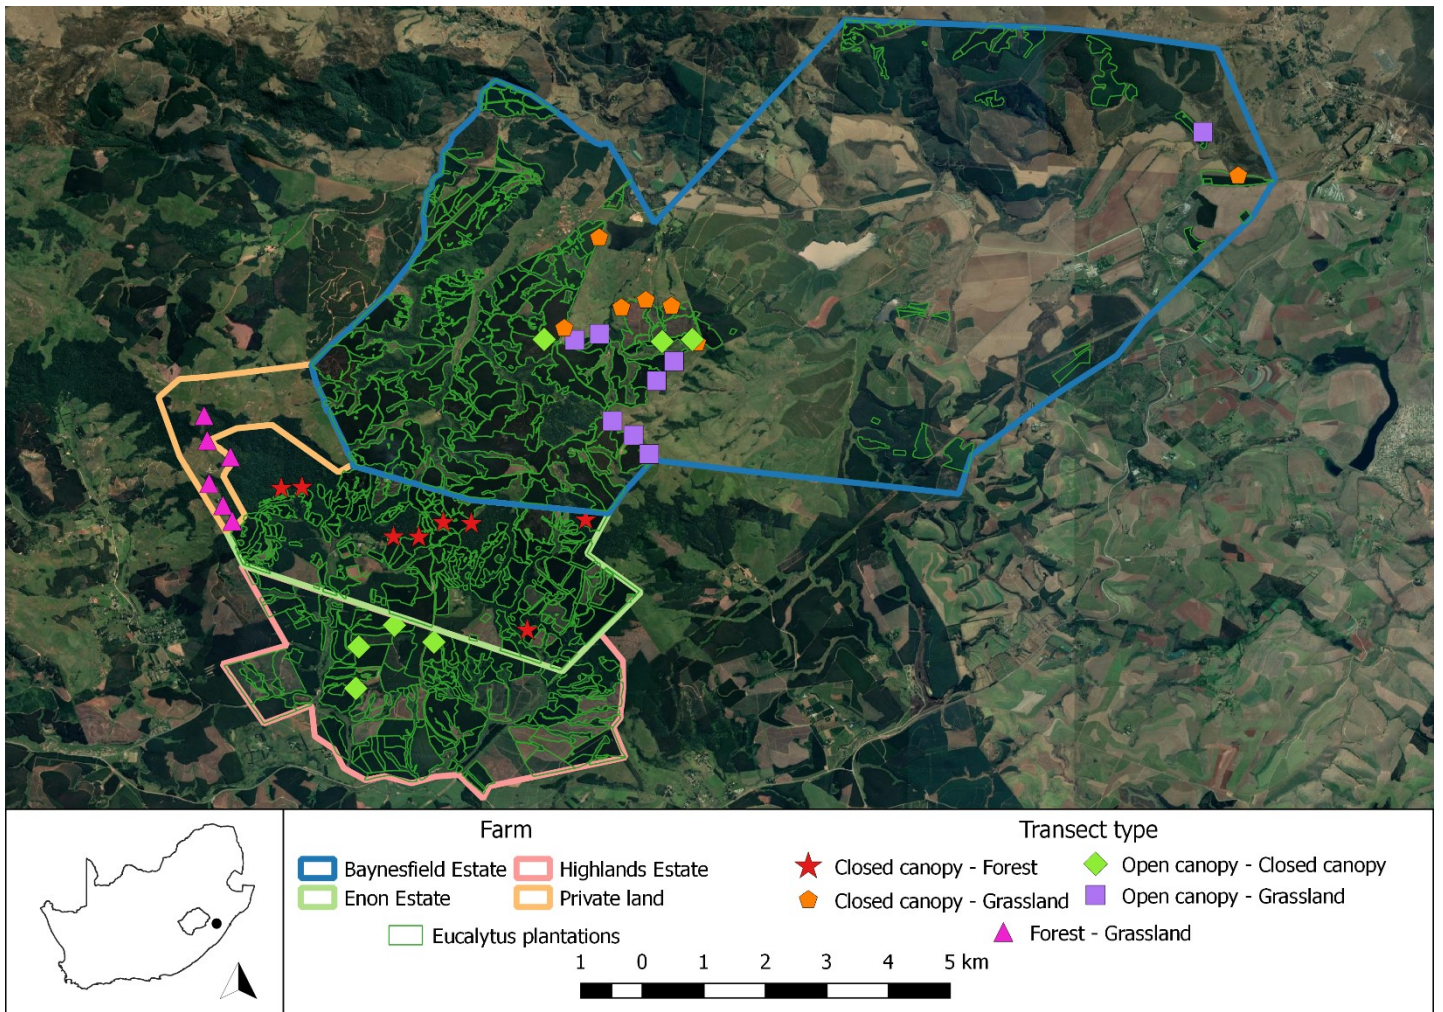 Farm
Baynesfield Estate
Highlands Estate
Enon Estate
Private land
Eucalytus plantations
Transect type
Closed canopy - Forest
Open canopy - Closed canopy
Closed canopy - Grassland
Open canopy - Grassland
Forest - Grassland
1 0 1 2 3 4 5 km